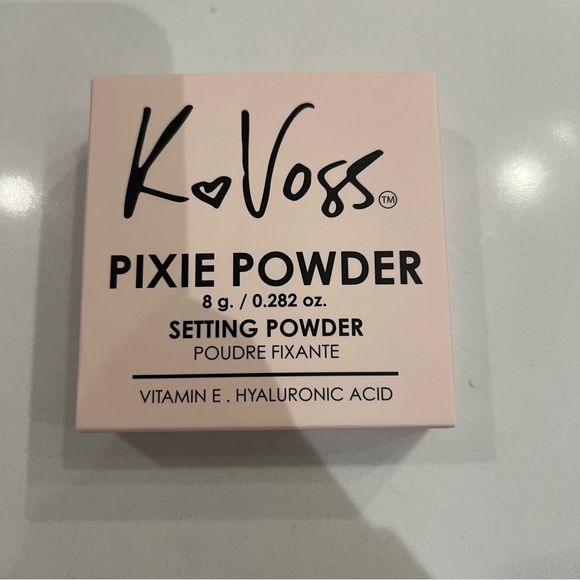 K♥Voss™
PIXIE POWDER
8 g. / 0.282 oz.
SETTING POWDER
POUDRE FIXANTE
VITAMIN E . HYALURONIC ACID